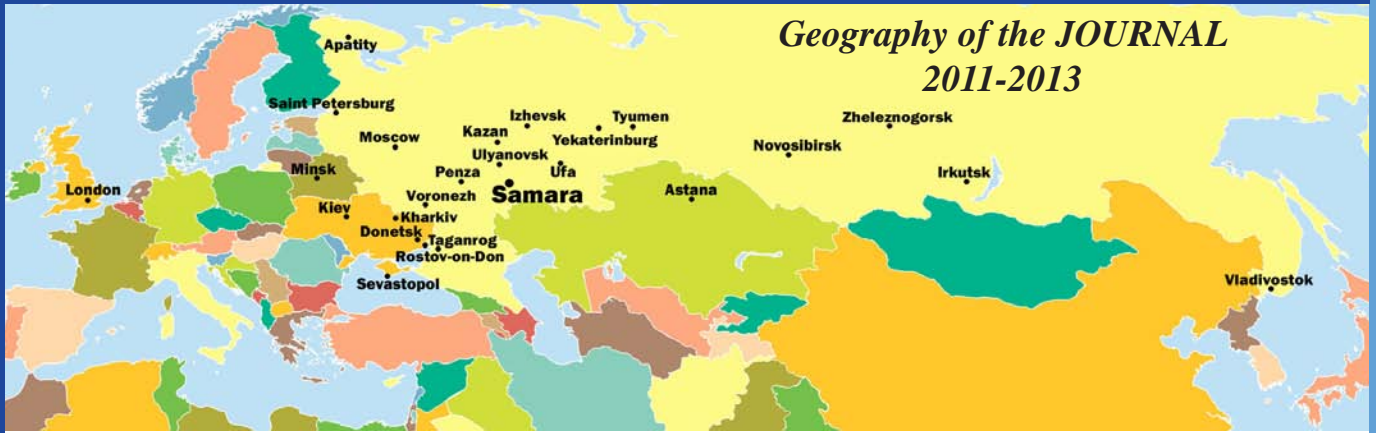 Geography of the JOURNAL
2011-2013
Apatity
Saint Petersburg
Moscow
Kazan
Izhevsk
Tyumen
Yekaterinburg
Zheleznogorsk
Novosibirsk
Ulyanovsk
Ufa
Minsk
Penza
Irkutsk
London
Voronezh
Samara
Astana
Kiev
Kharkiv
Donetsk
Taganrog
Rostov-on-Don
Sevastopol
Vladivostok